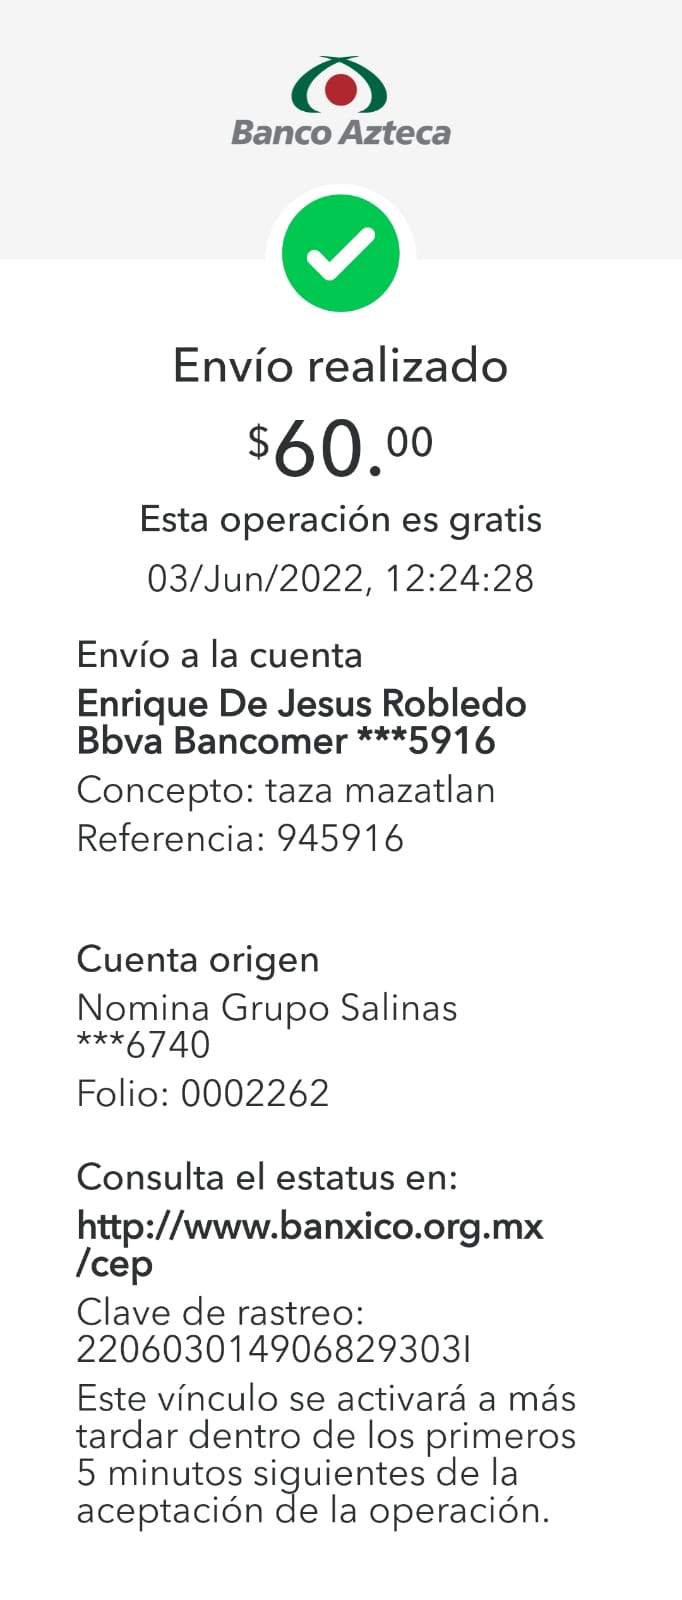 Banco Azteca
Envío realizado
$60.00
Esta operación es gratis
03/Jun/2022, 12:24:28
Envío a la cuenta
Enrique De Jesus Robledo
Bbva Bancomer ***5916
Concepto: taza mazatlan
Referencia: 945916
Cuenta origen
Nomina Grupo Salinas
***6740
Folio: 0002262
Consulta el estatus en:
http://www.banxico.org.mx
/cep
Clave de rastreo:
220603014906829303I
Este vínculo se activará a más
tardar dentro de los primeros
5 minutos siguientes de la
aceptación de la operación.